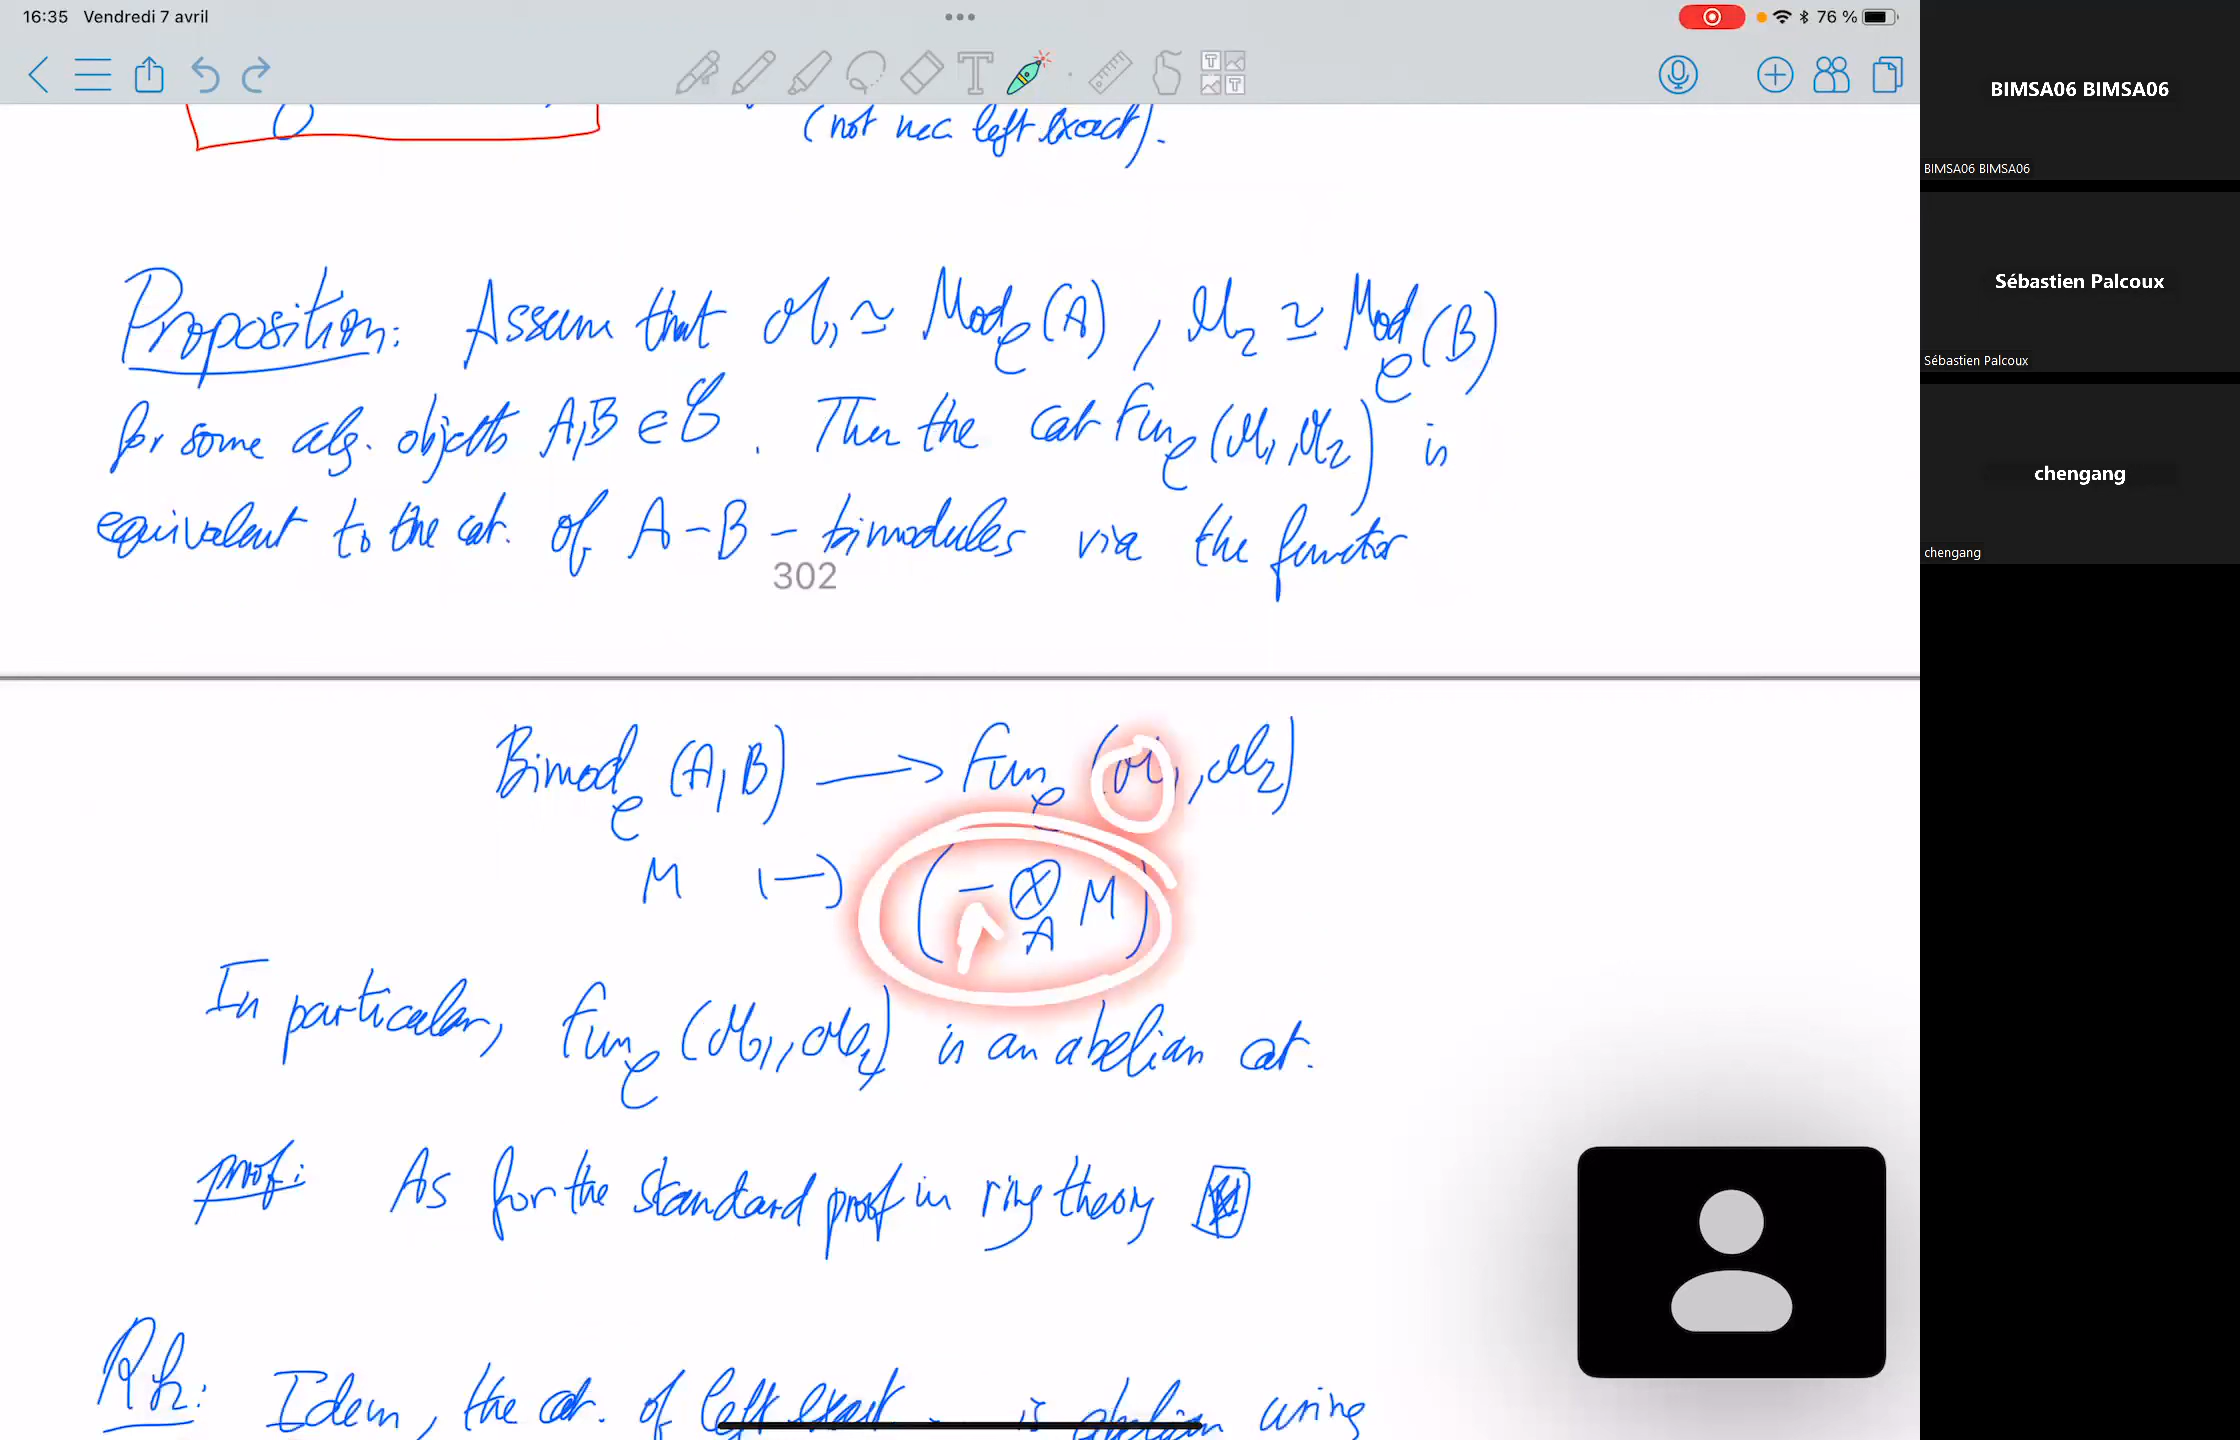 16:35 Vendredi 7 avril
76 %
(not nec. left exact).
Proposition: Assume that M₁ ≃ Mod_C(A), M₂ ≃ Mod_C(B)
for some alg. objects A,B ∈ C. Then the cat Fun_C(M₁,M₂) is
equivalent to the cat. of A-B-bimodules via the functor
302
Bimod_C (A,B) → Fun_C (M₁,M₂)
M ↦ (- ⊗_A M)
In particular, Fun_C (M₁,M₂) is an abelian cat.
proof: As for the standard proof in ring theory
Rk: Idem, the cat. of left exact is abelian using
BIMSA06 BIMSA06
BIMSA06 BIMSA06
Sébastien Palcoux
Sébastien Palcoux
chengang
chengang